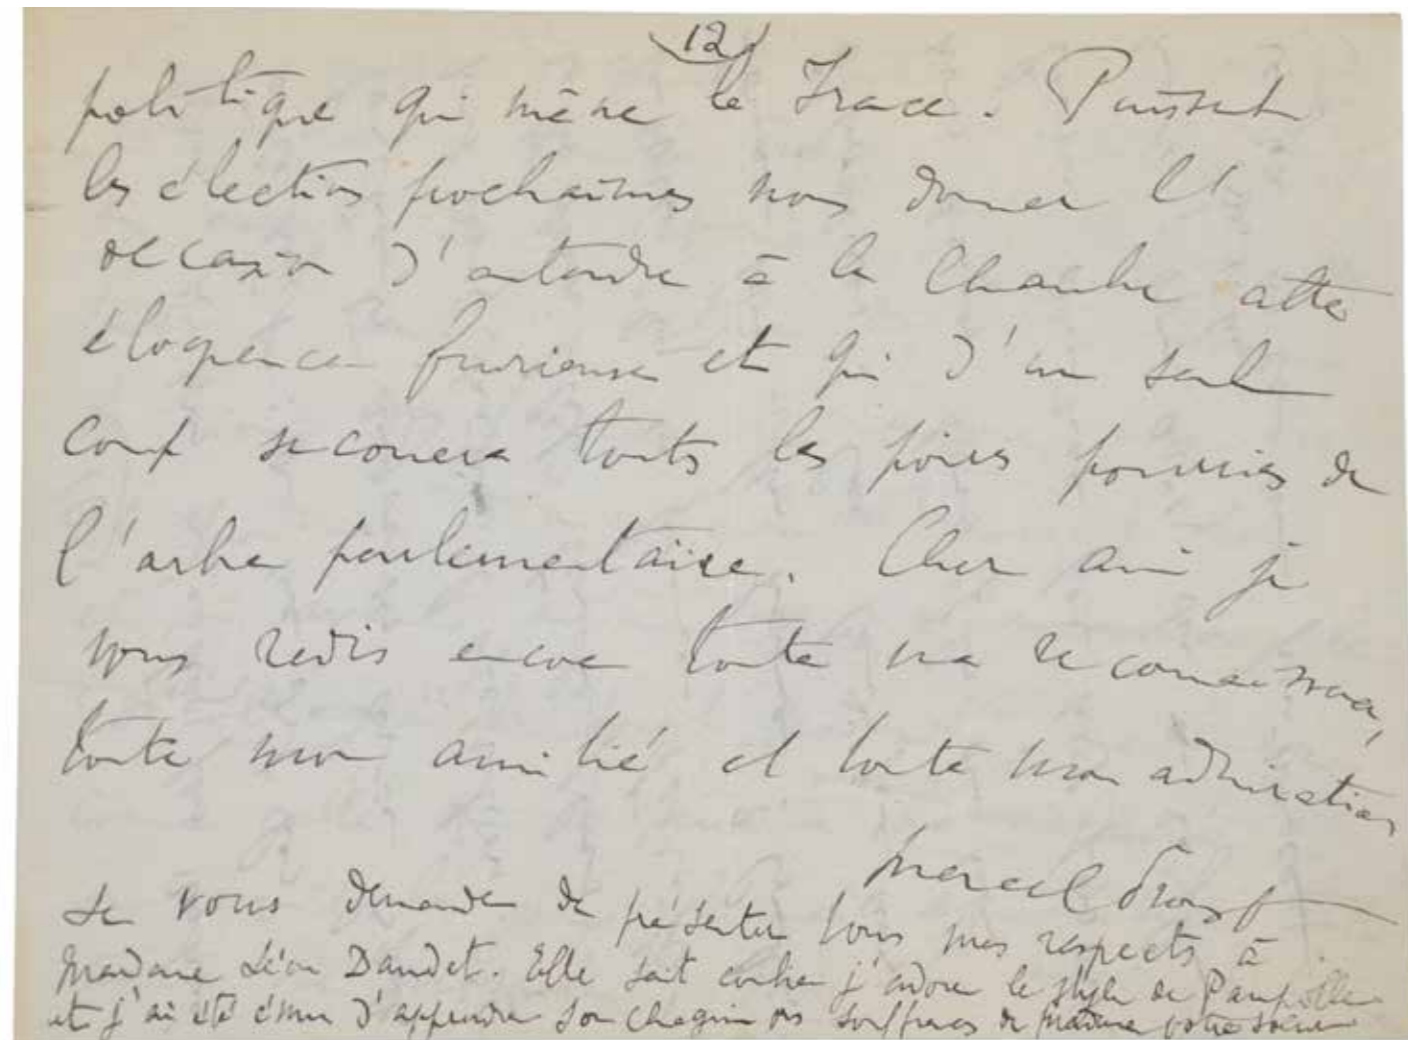 12
politique qui mène la France. Puissent
les élections prochaines nous donner l'
occasion d'entendre à la Chambre cette
éloquence furieuse et qui d'un seul
coup secouera toutes les poires pourries de
l'arbre parlementaire. Cher ami je
vous redis encore toute ma reconnaissance,
toute mon amitié et toute mon admiration
Marcel Proust
Je vous demande de présenter tous mes respects à
Madame Léon Daudet. Elle sait combien j'adore le style de Pampille
et j'ai été ému d'apprendre son chagrin des souffrances de Madame votre